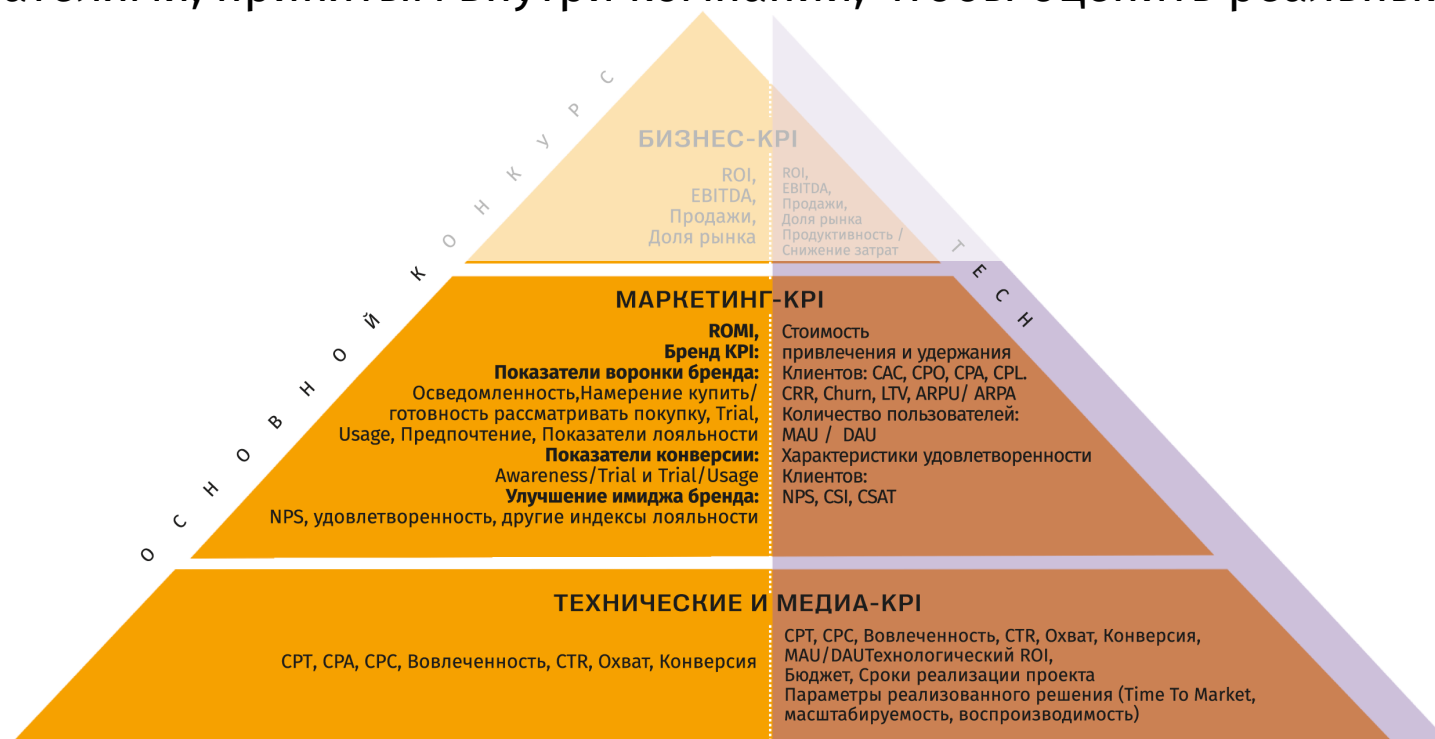 ОСНОВНОЙ КОНКУРС
ТЕСН
БИЗНЕС-KPI
ROI,
EBITDA,
Продажи,
Доля рынка
ROI,
EBITDA,
Продажи,
Доля рынка
Продуктивность /
Снижение затрат
МАРКЕТИНГ-KPI
ROMI,
Бренд KPI:
Показатели воронки бренда:
Осведомленность,Намерение купить/
готовность рассматривать покупку, Trial,
Usage, Предпочтение, Показатели лояльности
Показатели конверсии:
Awareness/Trial и Trial/Usage
Улучшение имиджа бренда:
NPS, удовлетворенность, другие индексы лояльности
Стоимость
привлечения и удержания
Клиентов: CAC, CPO, CPA, CPL.
CRR, Churn, LTV, ARPU/ ARPA
Количество пользователей:
MAU / DAU
Характеристики удовлетворенности
Клиентов:
NPS, CSI, CSAT
ТЕХНИЧЕСКИЕ И МЕДИА-KPI
CPT, CPA, CPC, Вовлеченность, CTR, Охват, Конверсия
CPT, CPC, Вовлеченность, CTR, Охват, Конверсия,
MAU/DAUТехнологический ROI,
Бюджет, Сроки реализации проекта
Параметры реализованного решения (Time To Market,
масштабируемость, воспроизводимость)